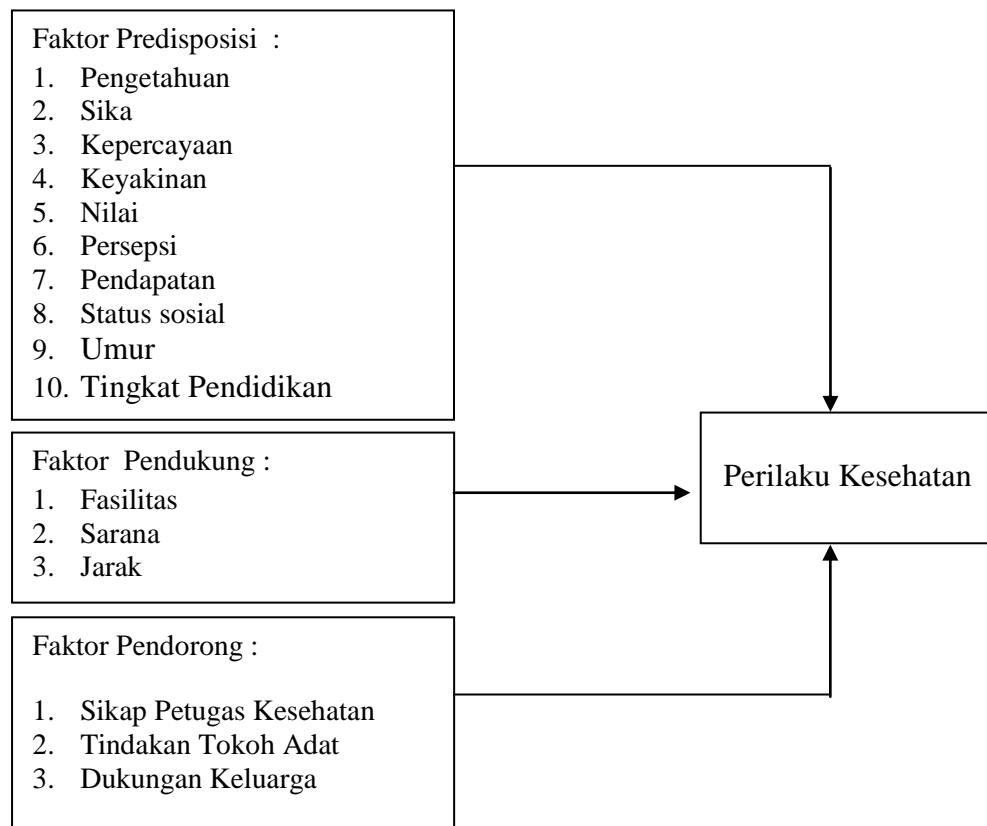 Faktor Predisposisi :
1. Pengetahuan
2. Sika
3. Kepercayaan
4. Keyakinan
5. Nilai
6. Persepsi
7. Pendapatan
8. Status sosial
9. Umur
10. Tingkat Pendidikan
Faktor Pendukung :
1. Fasilitas
2. Sarana
3. Jarak
Perilaku Kesehatan
Faktor Pendorong :
1. Sikap Petugas Kesehatan
2. Tindakan Tokoh Adat
3. Dukungan Keluarga